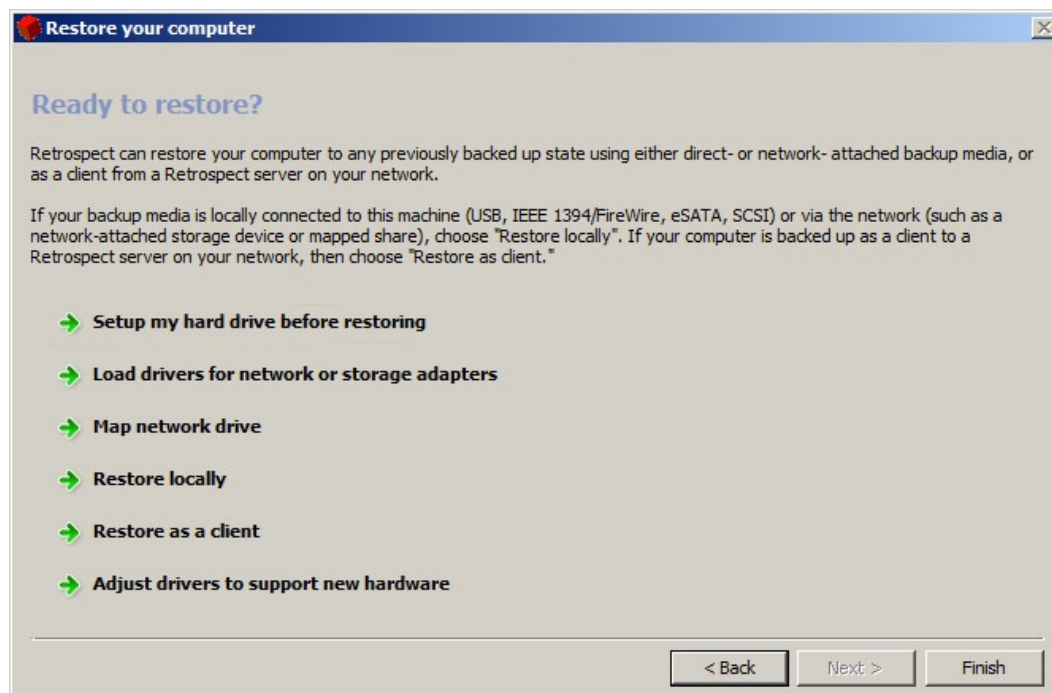 Restore your computer
Ready to restore?
Retrospect can restore your computer to any previously backed up state using either direct- or network- attached backup media, or
as a client from a Retrospect server on your network.
If your backup media is locally connected to this machine (USB, IEEE 1394/FireWire, eSATA, SCSI) or via the network (such as a
network-attached storage device or mapped share), choose "Restore locally". If your computer is backed up as a client to a
Retrospect server on your network, then choose "Restore as client."
Setup my hard drive before restoring
Load drivers for network or storage adapters
Map network drive
Restore locally
Restore as a client
Adjust drivers to support new hardware
< Back Next > Finish